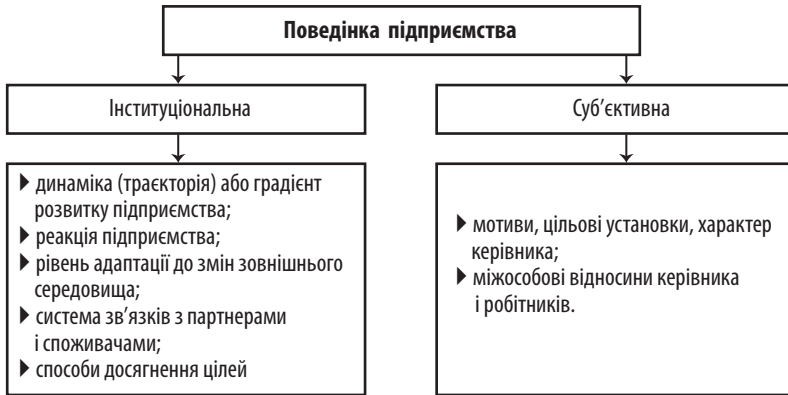 Поведінка підприємства
Інституціональна
Суб’єктивна
динаміка (траєкторія) або градієнт
розвитку підприємства;
реакція підприємства;
рівень адаптації до змін зовнішнього
середовища;
система зв’язків з партнерами
і споживачами;
способи досягнення цілей
мотиви, цільові установки, характер
керівника;
міжособові відносини керівника
і робітників.